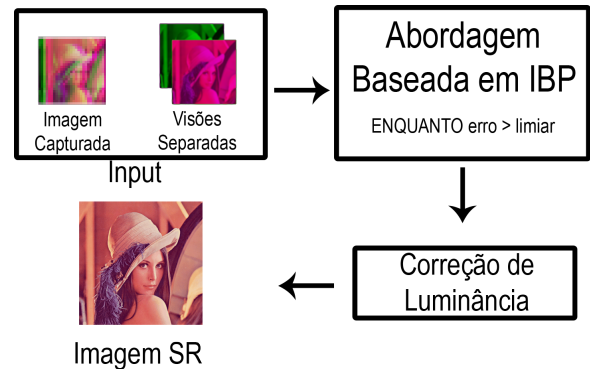 Imagem
Capturada
Visões
Separadas
Input
Abordagem
Baseada em IBP
ENQUANTO erro > limiar
Correção de
Luminância
Imagem SR